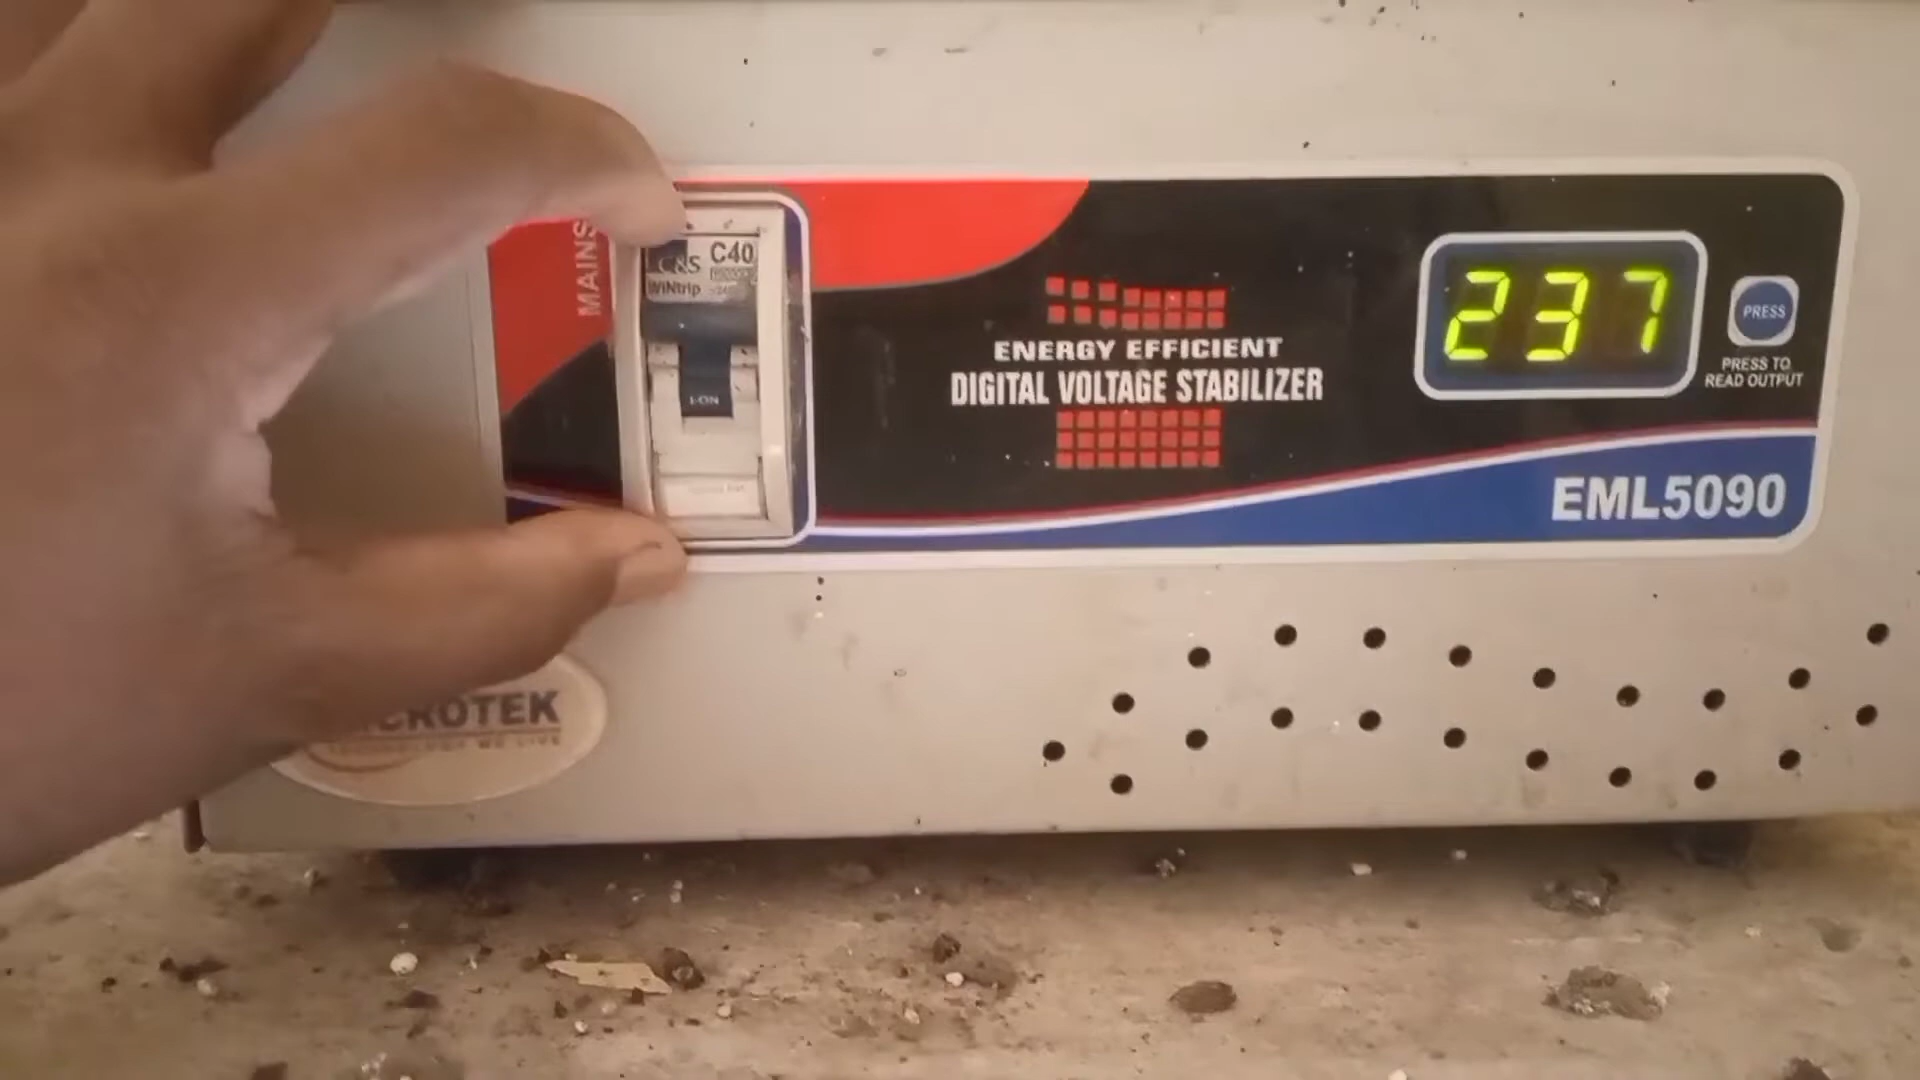 MAINS
C&S
C40
WiNtrip
I-ON
ENERGY EFFICIENT
DIGITAL VOLTAGE STABILIZER
237
PRESS
PRESS TO
READ OUTPUT
EML5090
CROTEK